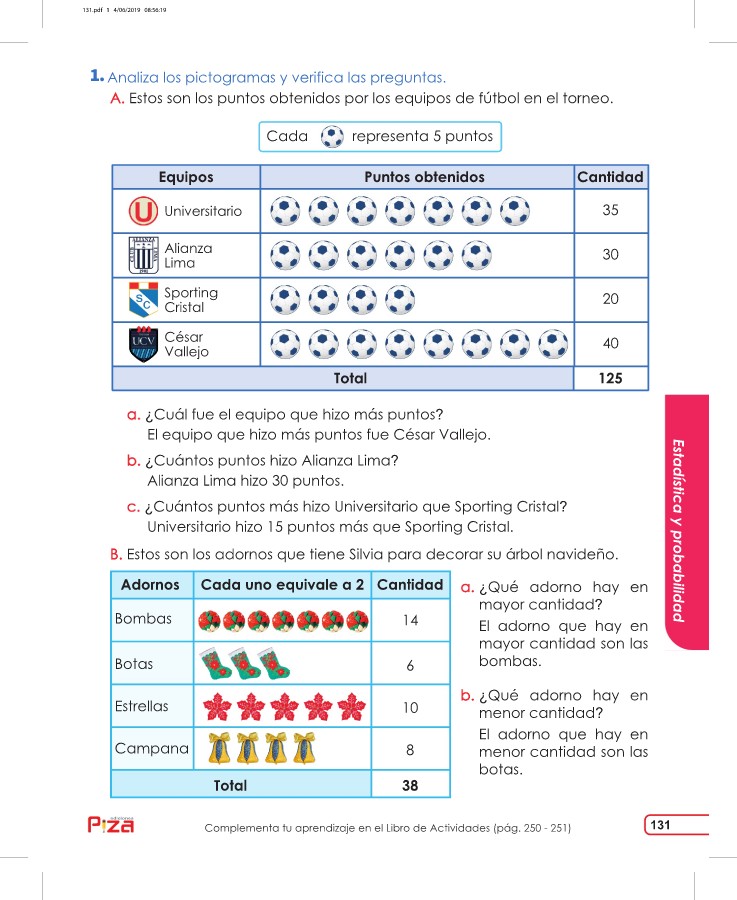 131.pdf 1 4/06/2019 08:56:19
1. Analiza los pictogramas y verifica las preguntas.
A. Estos son los puntos obtenidos por los equipos de fútbol en el torneo.
Cada representa 5 puntos
Equipos Puntos obtenidos Cantidad
U Universitario 35
ALIANZA LIMA
Alianza
Lima 30
SC Sporting
Cristal 20
UCV César
Vallejo 40
Total 125
a. ¿Cuál fue el equipo que hizo más puntos?
El equipo que hizo más puntos fue César Vallejo.
b. ¿Cuántos puntos hizo Alianza Lima?
Alianza Lima hizo 30 puntos.
c. ¿Cuántos puntos más hizo Universitario que Sporting Cristal?
Universitario hizo 15 puntos más que Sporting Cristal.
B. Estos son los adornos que tiene Silvia para decorar su árbol navideño.
Adornos Cada uno equivale a 2 Cantidad
Bombas 14
Botas 6
Estrellas 10
Campana 8
Total 38
a. ¿Qué adorno hay en
mayor cantidad?
El adorno que hay en
mayor cantidad son las
bombas.
b. ¿Qué adorno hay en
menor cantidad?
El adorno que hay en
menor cantidad son las
botas.
Estadística y probabilidad
ediciones
Piza
Complementa tu aprendizaje en el Libro de Actividades (pág. 250 - 251)
131